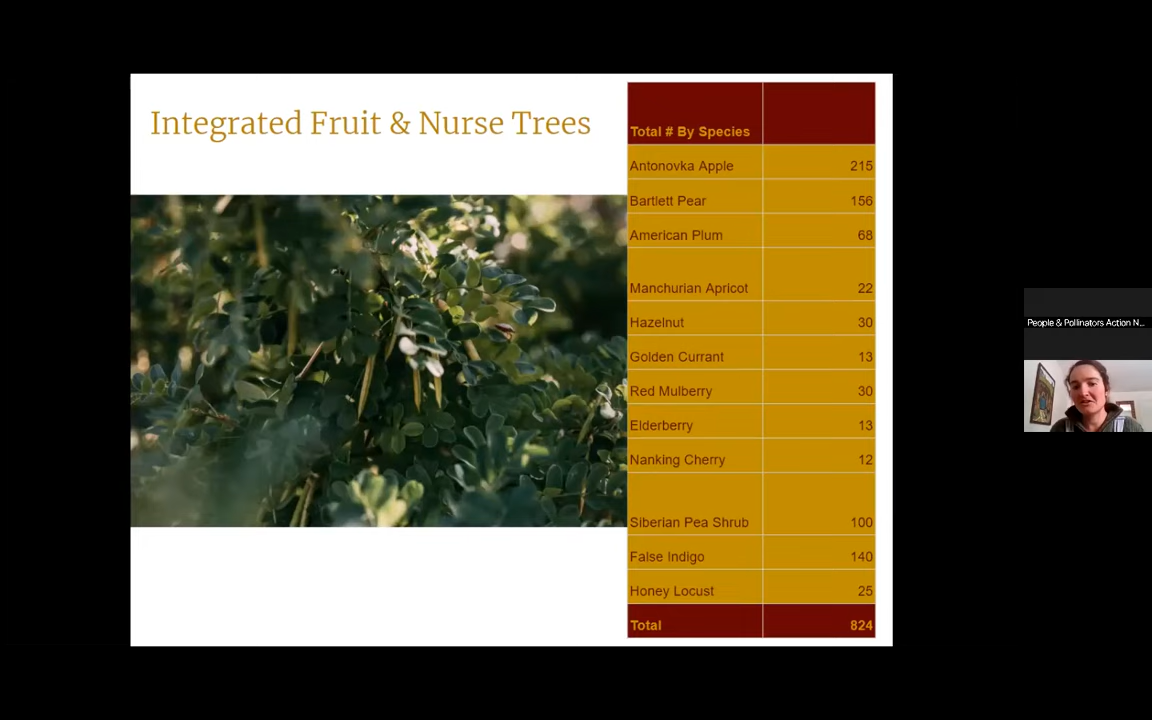 Integrated Fruit & Nurse Trees
Total # By Species
Antonovka Apple 215
Bartlett Pear 156
American Plum 68
Manchurian Apricot 22
Hazelnut 30
Golden Currant 13
Red Mulberry 30
Elderberry 13
Nanking Cherry 12
Siberian Pea Shrub 100
False Indigo 140
Honey Locust 25
Total 824
People & Pollinators Action N...